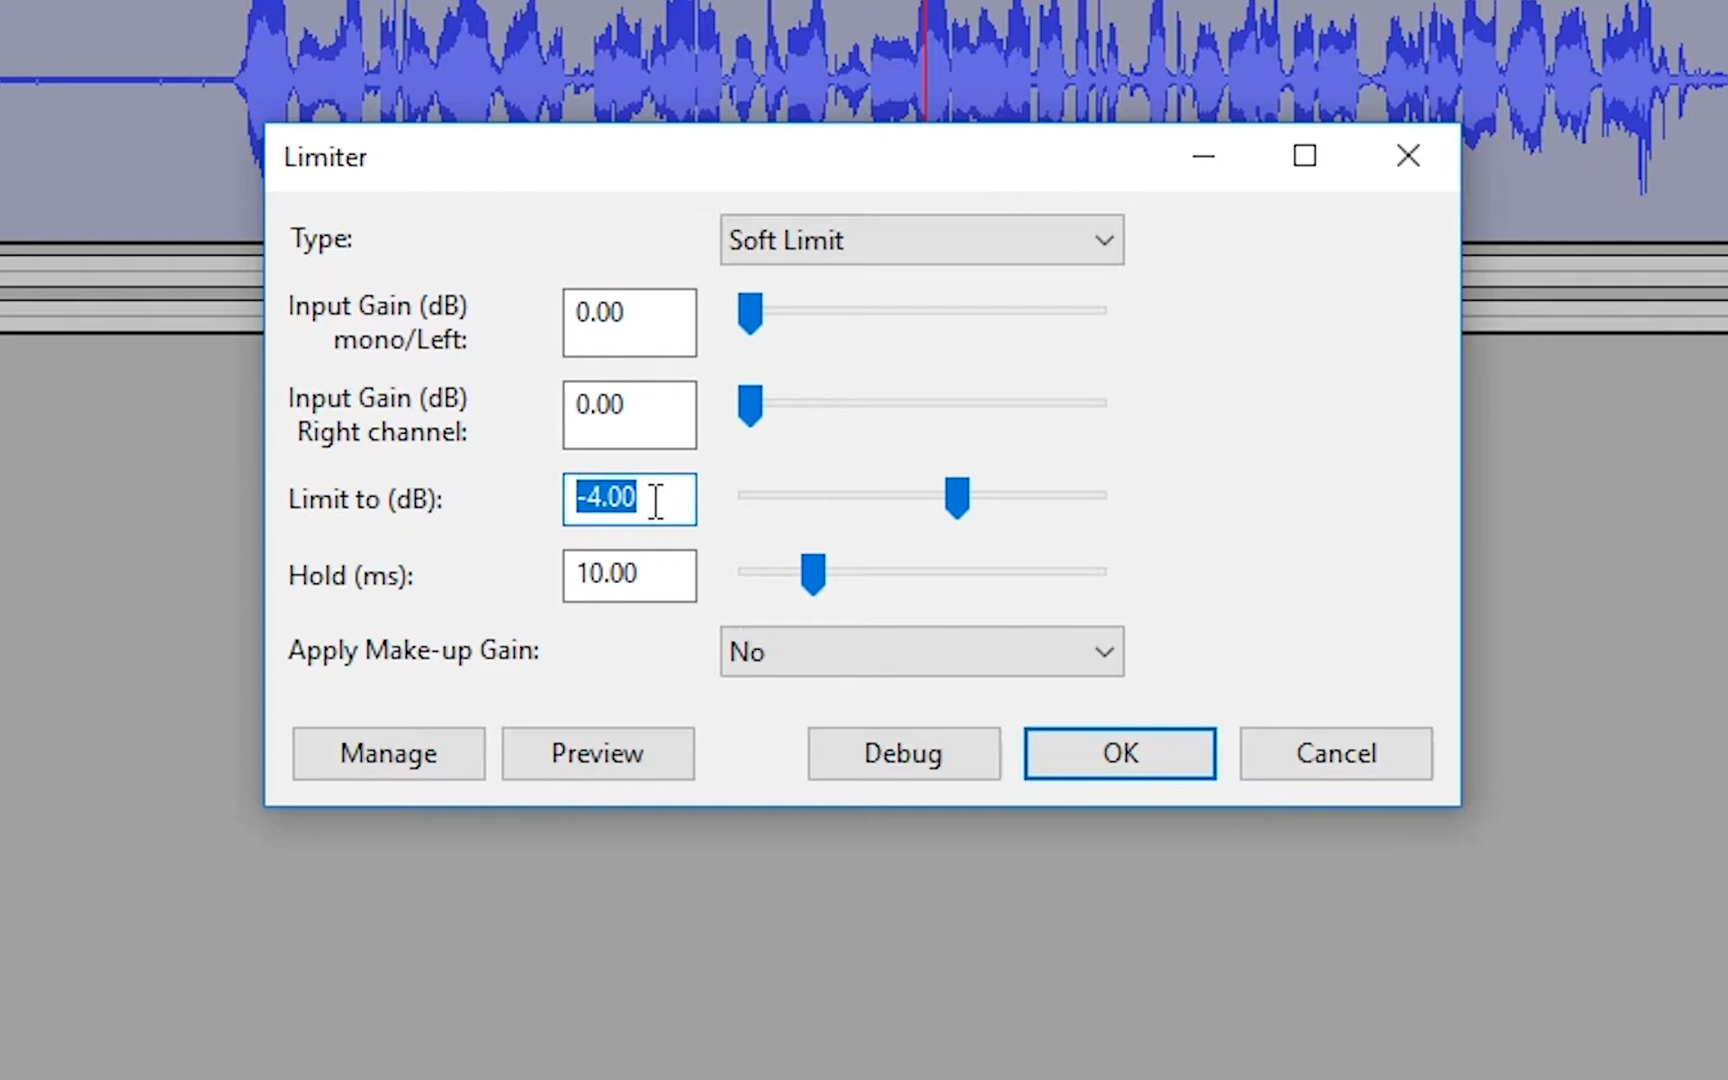 Limiter
Type:
Soft Limit
Input Gain (dB)
mono/Left:
0.00
Input Gain (dB)
Right channel:
0.00
Limit to (dB):
-4.00
Hold (ms):
10.00
Apply Make-up Gain:
No
Manage
Preview
Debug
OK
Cancel